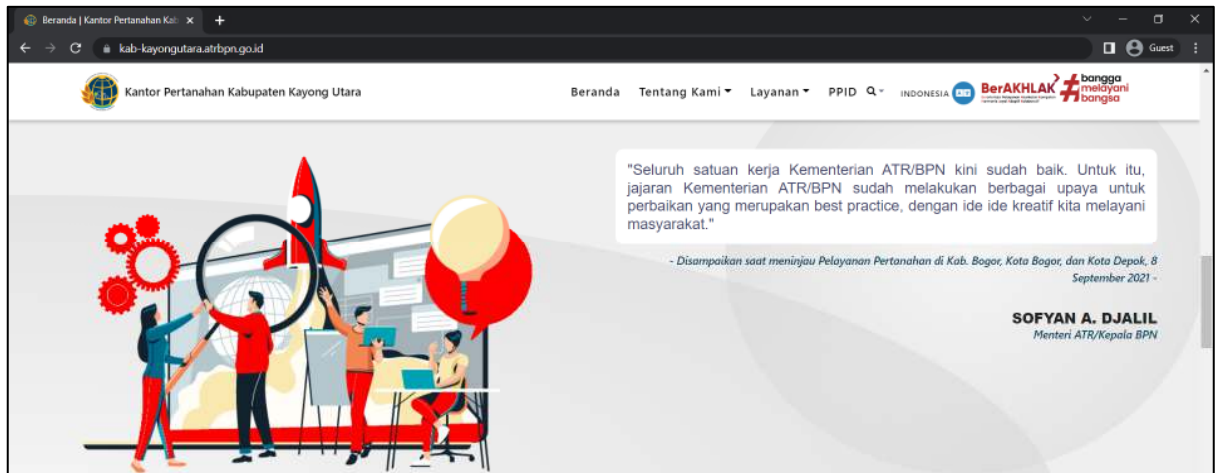 Beranda | Kantor Pertanahan Kab
kab-kayongutara.atrbpn.go.id
Guest
Kantor Pertanahan Kabupaten Kayong Utara
Beranda Tentang Kami Layanan PPID INDONESIA
BerAKHLAK
#bangga
melayani
bangsa
"Seluruh satuan kerja Kementerian ATR/BPN kini sudah baik. Untuk itu,
jajaran Kementerian ATR/BPN sudah melakukan berbagai upaya untuk
perbaikan yang merupakan best practice, dengan ide ide kreatif kita melayani
masyarakat."
- Disampaikan saat meninjau Pelayanan Pertanahan di Kab. Bogor, Kota Bogor, dan Kota Depok, 8
September 2021 -
SOFYAN A. DJALIL
Menteri ATR/Kepala BPN